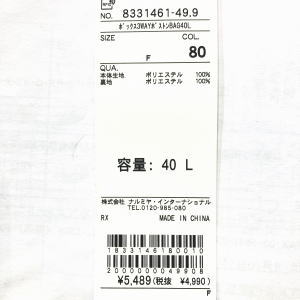 NO. 8331461-49.9
ﾎﾞｯｸｽ3WAYﾎﾞｽﾄﾝBAG40L
SIZE COL.
F 80
QUA.
本体生地 ポリエステル 100%
裏地 ポリエステル 100%
容量: 40 L
株式会社 ナルミヤ・インターナショナル
TEL.0120-985-080
RX MADE IN CHINA
1833146180010
2000000499908
¥5,489(税抜 ¥4,990)
F